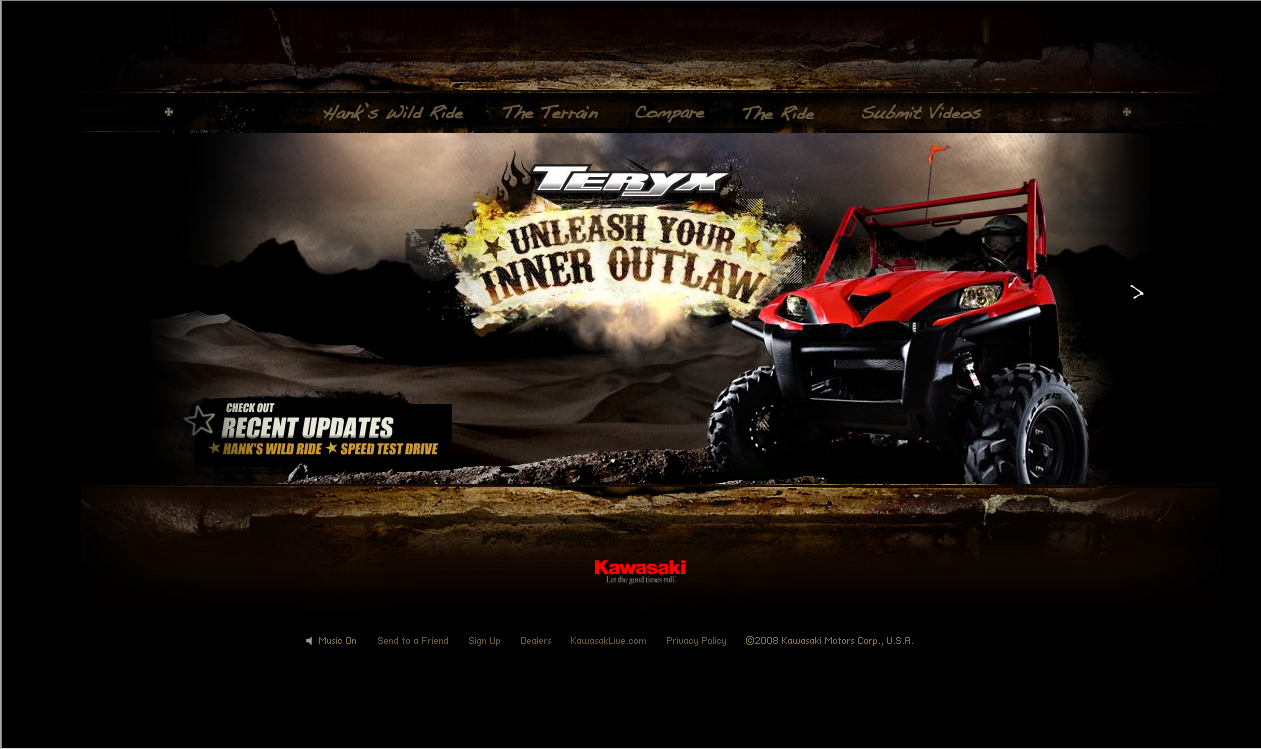 Hank's Wild Ride The Terrain Compare The Ride Submit Videos
TERYX
UNLEASH YOUR
INNER OUTLAW
CHECK OUT
RECENT UPDATES
HANK'S WILD RIDE SPEED TEST DRIVE
Kawasaki
Let the good times roll.
Music On Send to a Friend Sign Up Dealers KawasakLive.com Privacy Policy ©2008 Kawasaki Motors Corp., U.S.A.